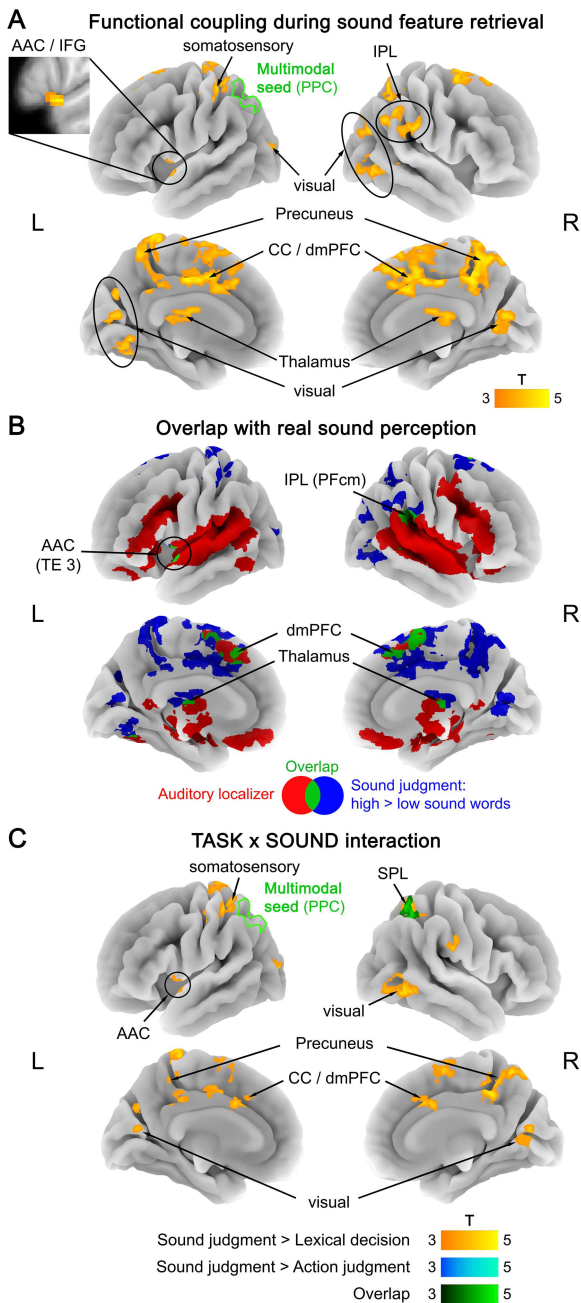 A
Functional coupling during sound feature retrieval
AAC / IFG
somatosensory
Multimodal
seed (PPC)
IPL
visual
L
R
Precuneus
CC / dmPFC
Thalamus
visual
T
3 5
B
Overlap with real sound perception
IPL (PFcm)
AAC
(TE 3)
L
R
dmPFC
Thalamus
Overlap
Auditory localizer
Sound judgment:
high > low sound words
C
TASK x SOUND interaction
somatosensory
Multimodal
seed (PPC)
SPL
AAC
visual
L
R
Precuneus
CC / dmPFC
visual
T
Sound judgment > Lexical decision 3 5
Sound judgment > Action judgment 3 5
Overlap 3 5